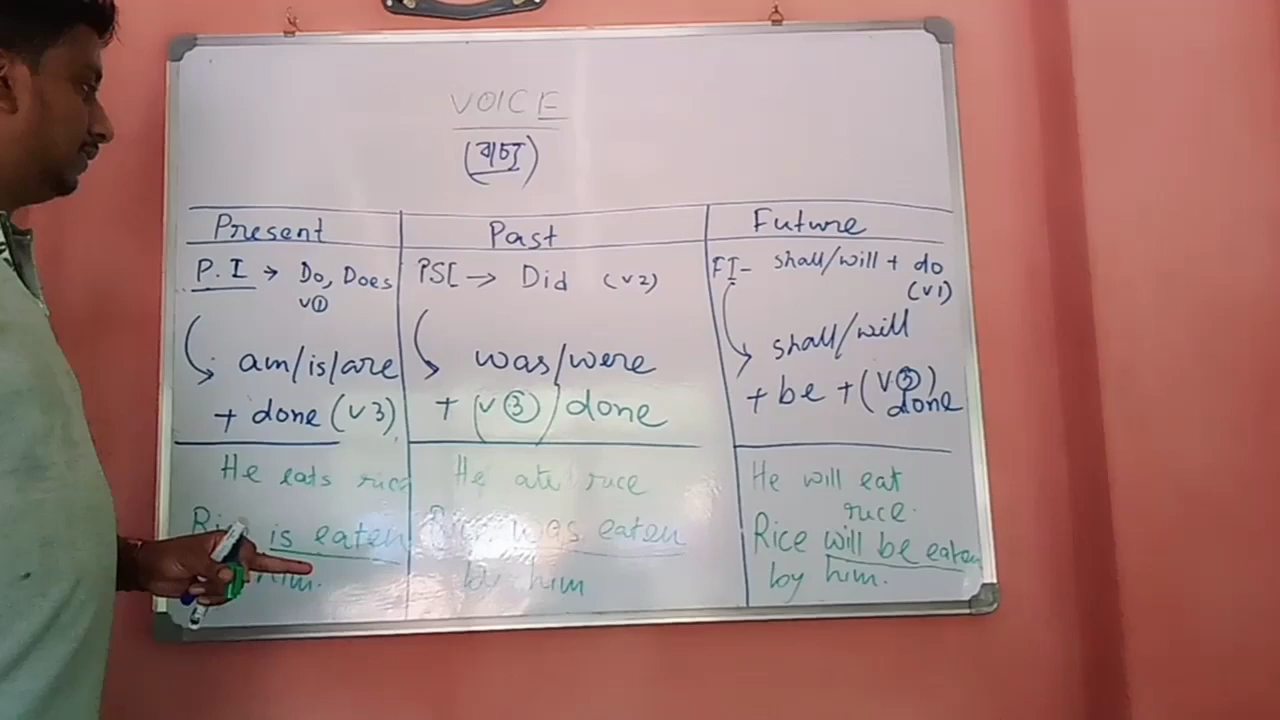 VOICE
(বাচ্য)
Present
P.I → Do, Does
v①
am/is/are
+ done (v3)
He eats rice
is eaten
him.
Past
PSI → Did (v2)
was/were
+ (v③)/done
He ate rice
was eaten
by him
Future
FI- shall/will + do
(v1)
shall/will
+ be + (v③)
done
He will eat
rice.
Rice will be eaten
by him.